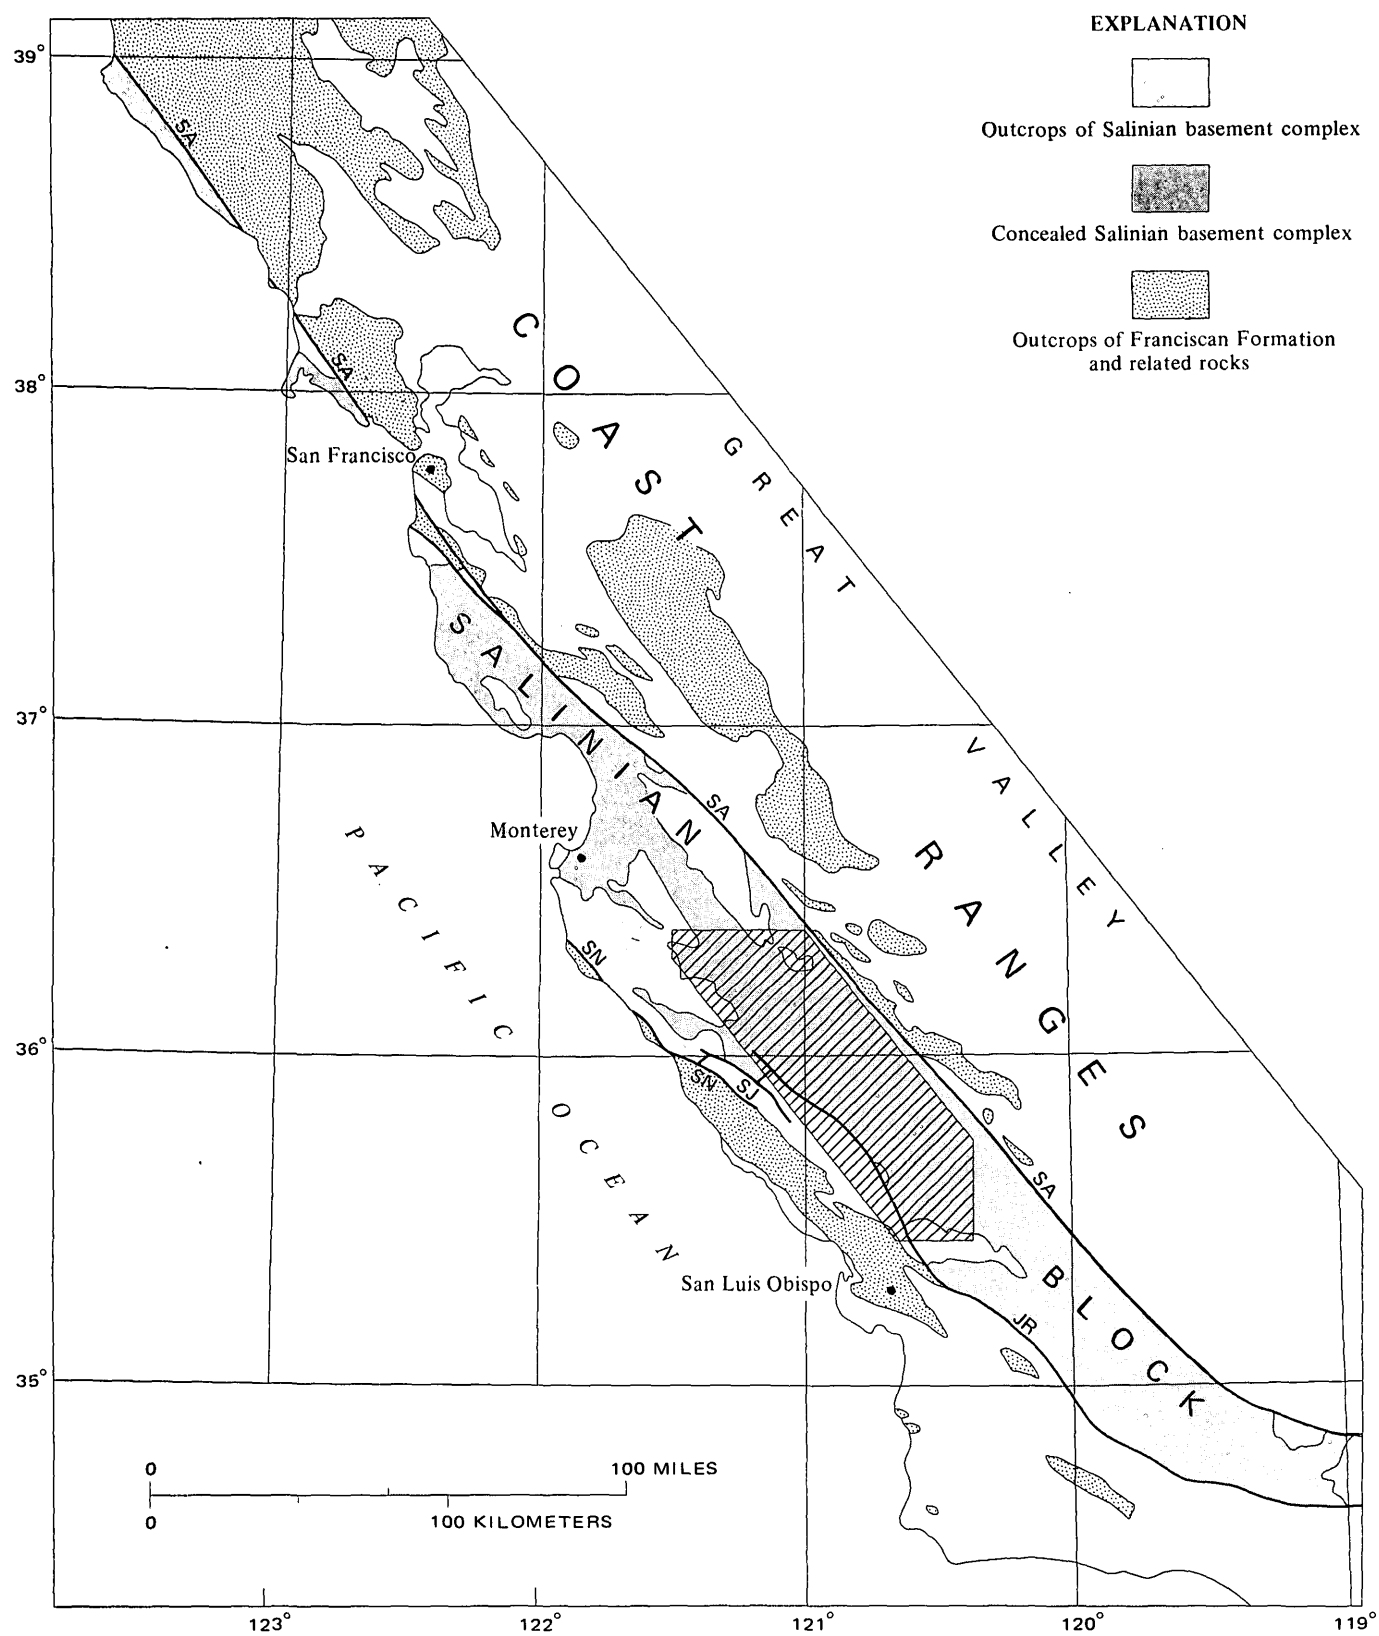 EXPLANATION
Outcrops of Salinian basement complex
Concealed Salinian basement complex
Outcrops of Franciscan Formation
and related rocks
39°
SA
SA
38°
San Francisco
COAST RANGES
GREAT VALLEY
SALINIAN BLOCK
37°
SA
Monterey
PACIFIC OCEAN
SN
36°
SN
SJ
SA
San Luis Obispo
JR
35°
0 100 MILES
0 100 KILOMETERS
123° 122° 121° 120° 119°